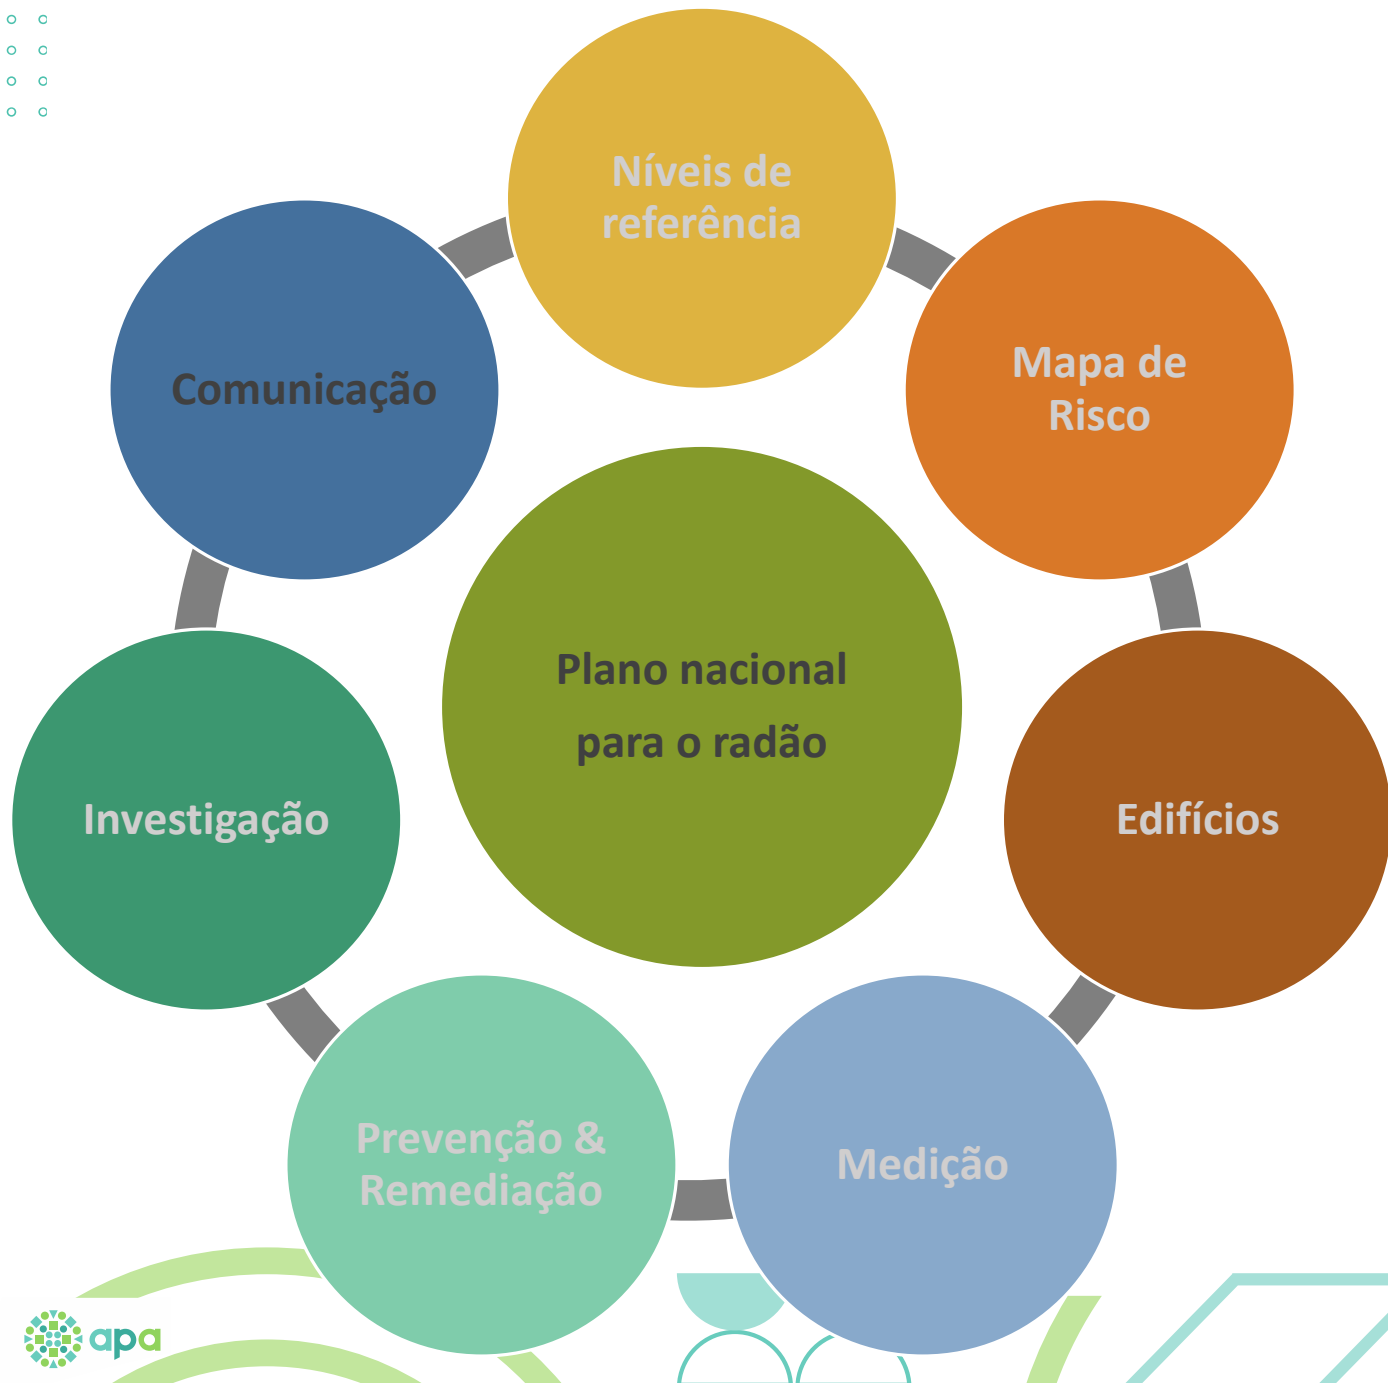 Níveis de
referência
Mapa de
Risco
Comunicação
Plano nacional
para o radão
Edifícios
Investigação
Medição
Prevenção &
Remediação
apa